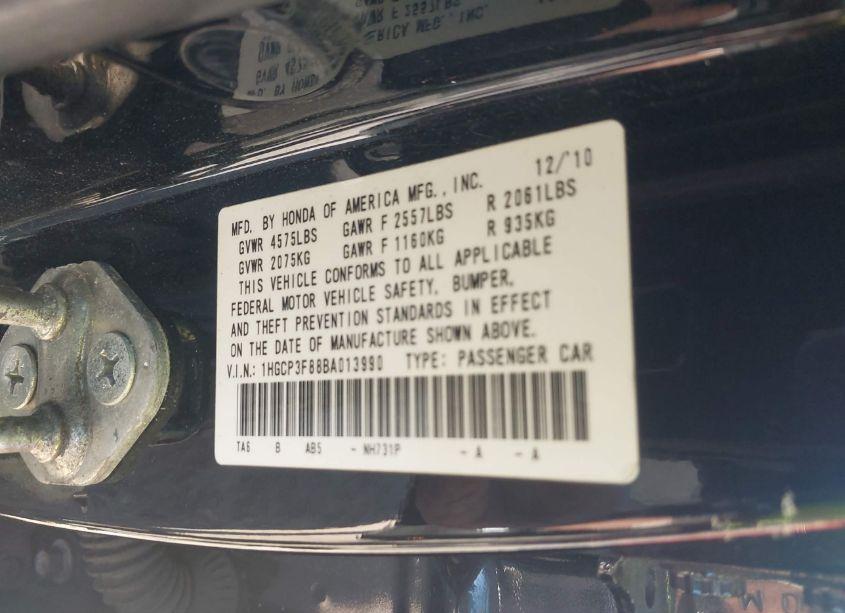 MFD. BY HONDA OF AMERICA MFG., INC. 12/'10
GVWR 4575LBS GAWR F 2557LBS R 2061LBS
GVWR 2075KG GAWR F 1160KG R 935KG
THIS VEHICLE CONFORMS TO ALL APPLICABLE
FEDERAL MOTOR VEHICLE SAFETY, BUMPER,
AND THEFT PREVENTION STANDARDS IN EFFECT
ON THE DATE OF MANUFACTURE SHOWN ABOVE.
V.I.N.: 1HGCP3F88BA013990 TYPE: PASSENGER CAR
TA6 B AB5 - NH731P - A - A